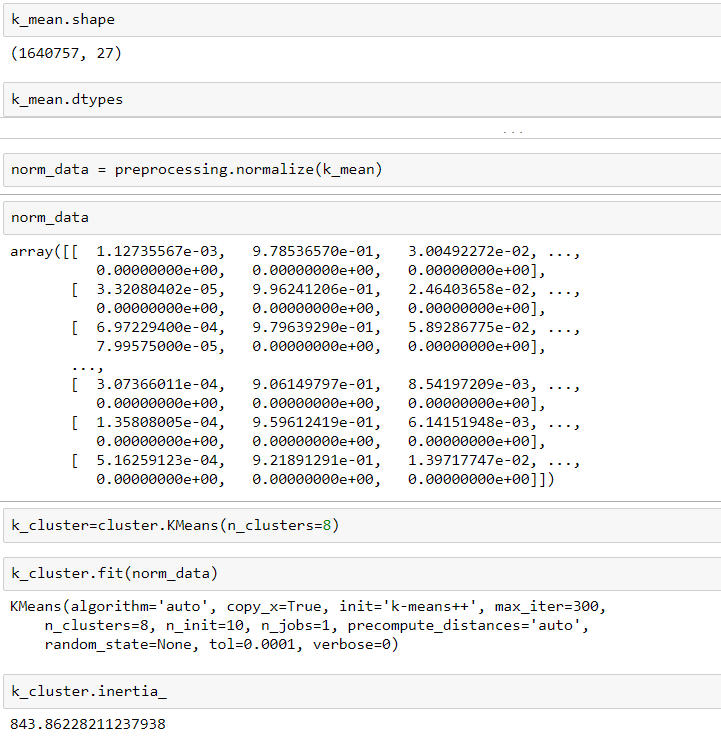 k_mean.shape
(1640757, 27)
k_mean.dtypes
...
norm_data = preprocessing.normalize(k_mean)
norm_data
array([[  1.12735567e-03,   9.78536570e-01,   3.00492272e-02, ...,
          0.00000000e+00,   0.00000000e+00,   0.00000000e+00],
       [  3.32080402e-05,   9.96241206e-01,   2.46403658e-02, ...,
          0.00000000e+00,   0.00000000e+00,   0.00000000e+00],
       [  6.97229400e-04,   9.79639290e-01,   5.89286775e-02, ...,
          7.99575000e-05,   0.00000000e+00,   0.00000000e+00],
       ...,
       [  3.07366011e-04,   9.06149797e-01,   8.54197209e-03, ...,
          0.00000000e+00,   0.00000000e+00,   0.00000000e+00],
       [  1.35808005e-04,   9.59612419e-01,   6.14151948e-03, ...,
          0.00000000e+00,   0.00000000e+00,   0.00000000e+00],
       [  5.16259123e-04,   9.21891291e-01,   1.39717747e-02, ...,
          0.00000000e+00,   0.00000000e+00,   0.00000000e+00]])
k_cluster=cluster.KMeans(n_clusters=8)
k_cluster.fit(norm_data)
KMeans(algorithm='auto', copy_x=True, init='k-means++', max_iter=300,
    n_clusters=8, n_init=10, n_jobs=1, precompute_distances='auto',
    random_state=None, tol=0.0001, verbose=0)
k_cluster.inertia_
843.86228211237938